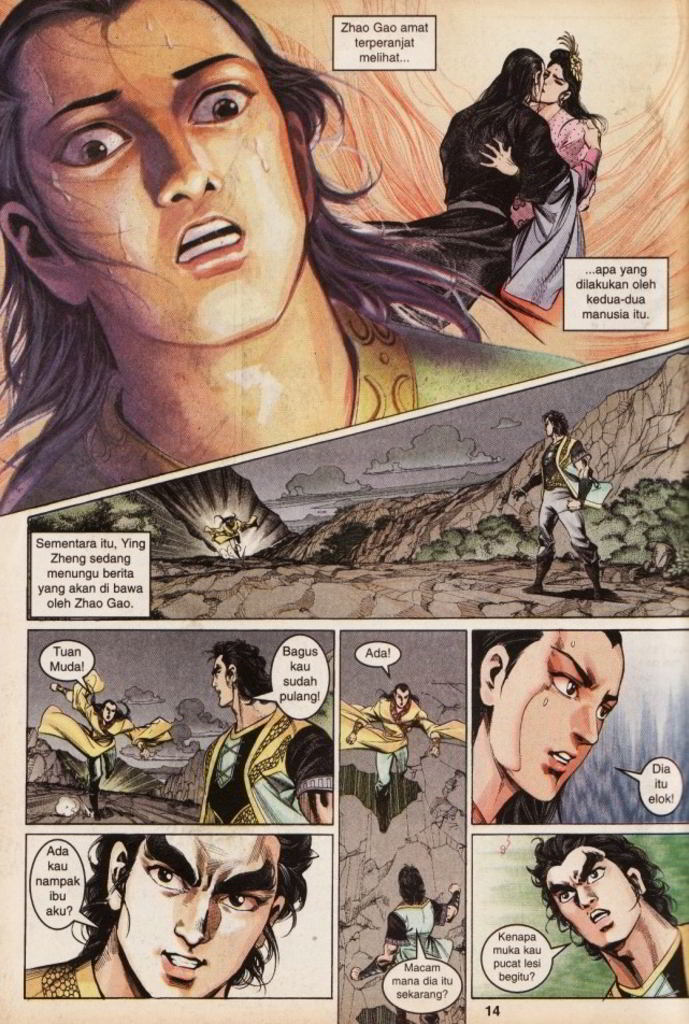 Zhao Gao amat
terperanjat
melihat...
...apa yang
dilakukan oleh
kedua-dua
manusia itu.
Sementara itu, Ying
Zheng sedang
menungu berita
yang akan di bawa
oleh Zhao Gao.
Tuan
Muda!
Bagus
kau
sudah
pulang!
Ada
kau
nampak
ibu
aku?
Ada!
Macam
mana dia itu
sekarang?
Dia
itu
elok!
Kenapa
muka kau
pucat lesi
begitu?
14